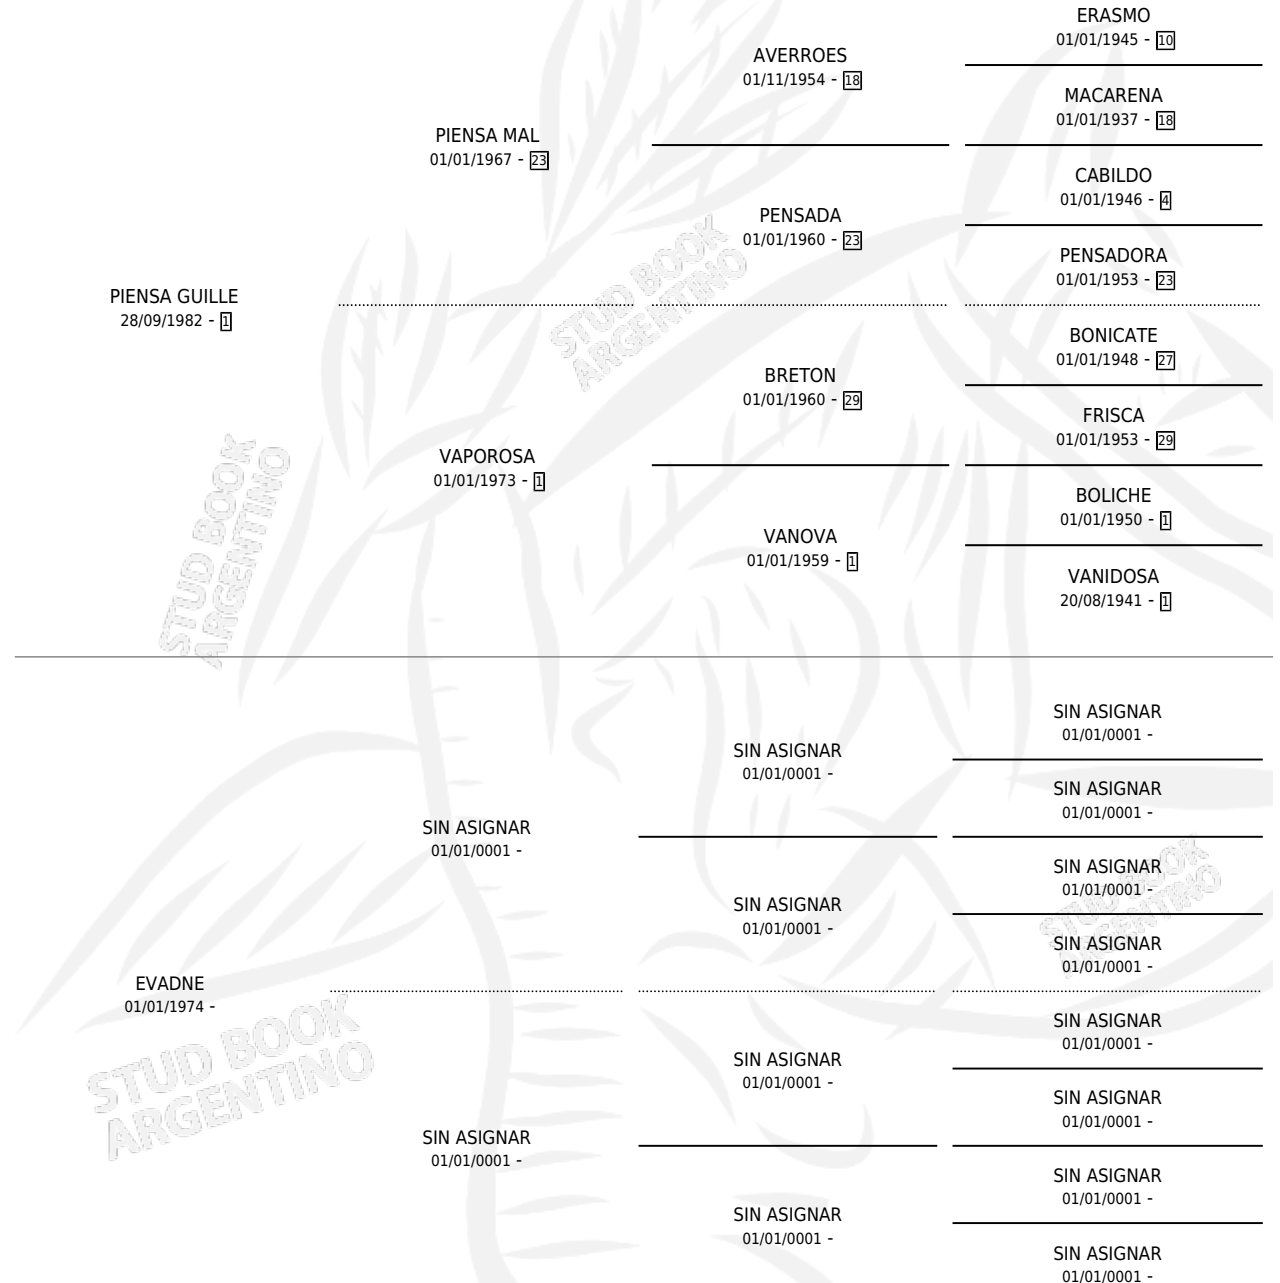 ERASMO
01/01/1945 - 10
AVERROES
01/11/1954 - 18
MACARENA
01/01/1937 - 18
PIENSA MAL
01/01/1967 - 23
CABILDO
01/01/1946 - 4
PENSADA
01/01/1960 - 23
PENSADORA
01/01/1953 - 23
PIENSA GUILLE
28/09/1982 - 1
BONICATE
01/01/1948 - 27
BRETON
01/01/1960 - 29
FRISCA
01/01/1953 - 29
VAPOROSA
01/01/1973 - 1
BOLICHE
01/01/1950 - 1
VANOVA
01/01/1959 - 1
VANIDOSA
20/08/1941 - 1
STUD BOOK
ARGENTINO
STUD BOOK
ARGENTINO
SIN ASIGNAR
01/01/0001 -
SIN ASIGNAR
01/01/0001 -
SIN ASIGNAR
01/01/0001 -
SIN ASIGNAR
01/01/0001 -
SIN ASIGNAR
01/01/0001 -
SIN ASIGNAR
01/01/0001 -
SIN ASIGNAR
01/01/0001 -
STUD BOOK
ARGENTINO
EVADNE
01/01/1974 -
SIN ASIGNAR
01/01/0001 -
SIN ASIGNAR
01/01/0001 -
SIN ASIGNAR
01/01/0001 -
SIN ASIGNAR
01/01/0001 -
SIN ASIGNAR
01/01/0001 -
SIN ASIGNAR
01/01/0001 -
SIN ASIGNAR
01/01/0001 -
STUD BOOK
ARGENTINO